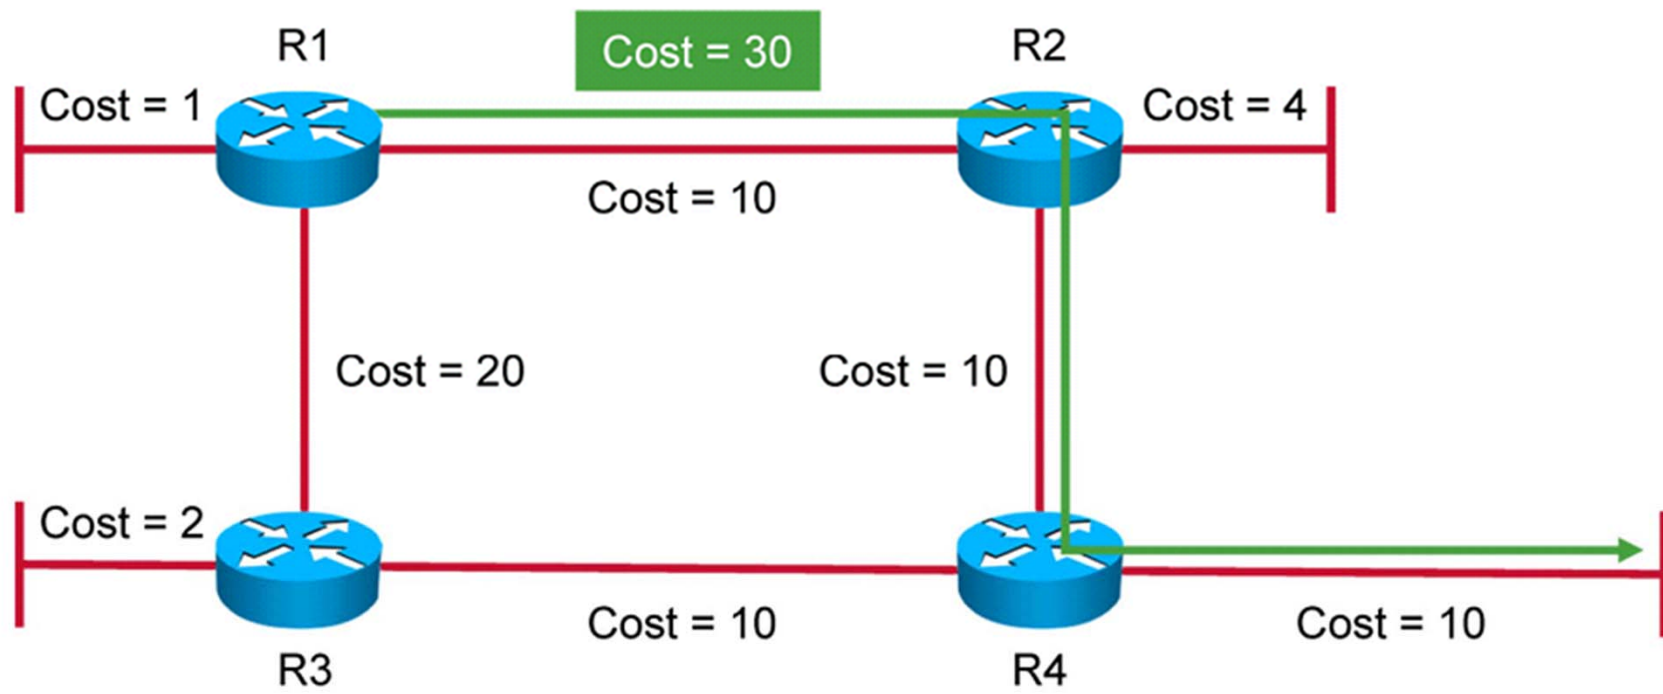 R1
Cost = 30
R2
Cost = 1
Cost = 4
Cost = 10
Cost = 20
Cost = 10
Cost = 2
Cost = 10
Cost = 10
R3
R4